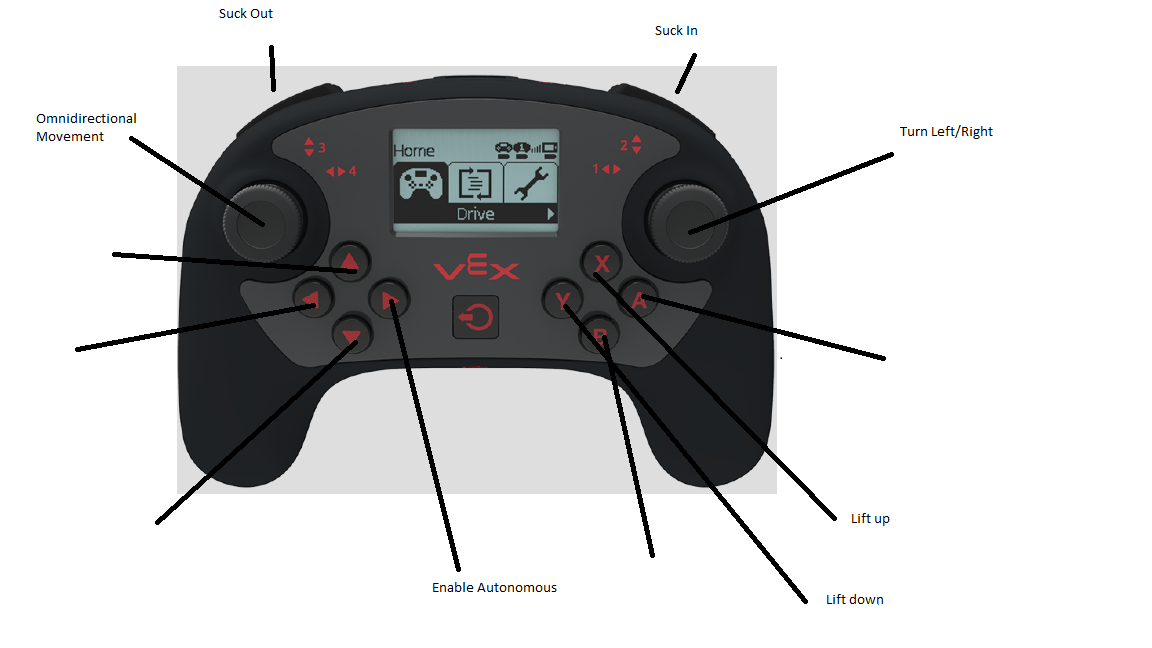 Suck Out
Suck In
Omnidirectional
Movement
Turn Left/Right
3
4
2
1
Home
Drive
VEX
X
Y
A
B
Lift up
Enable Autonomous
Lift down